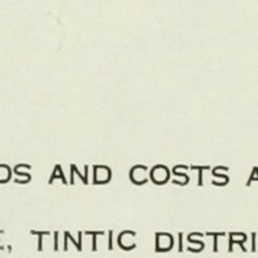 DS AND COSTS A
, TINTIC DISTRI